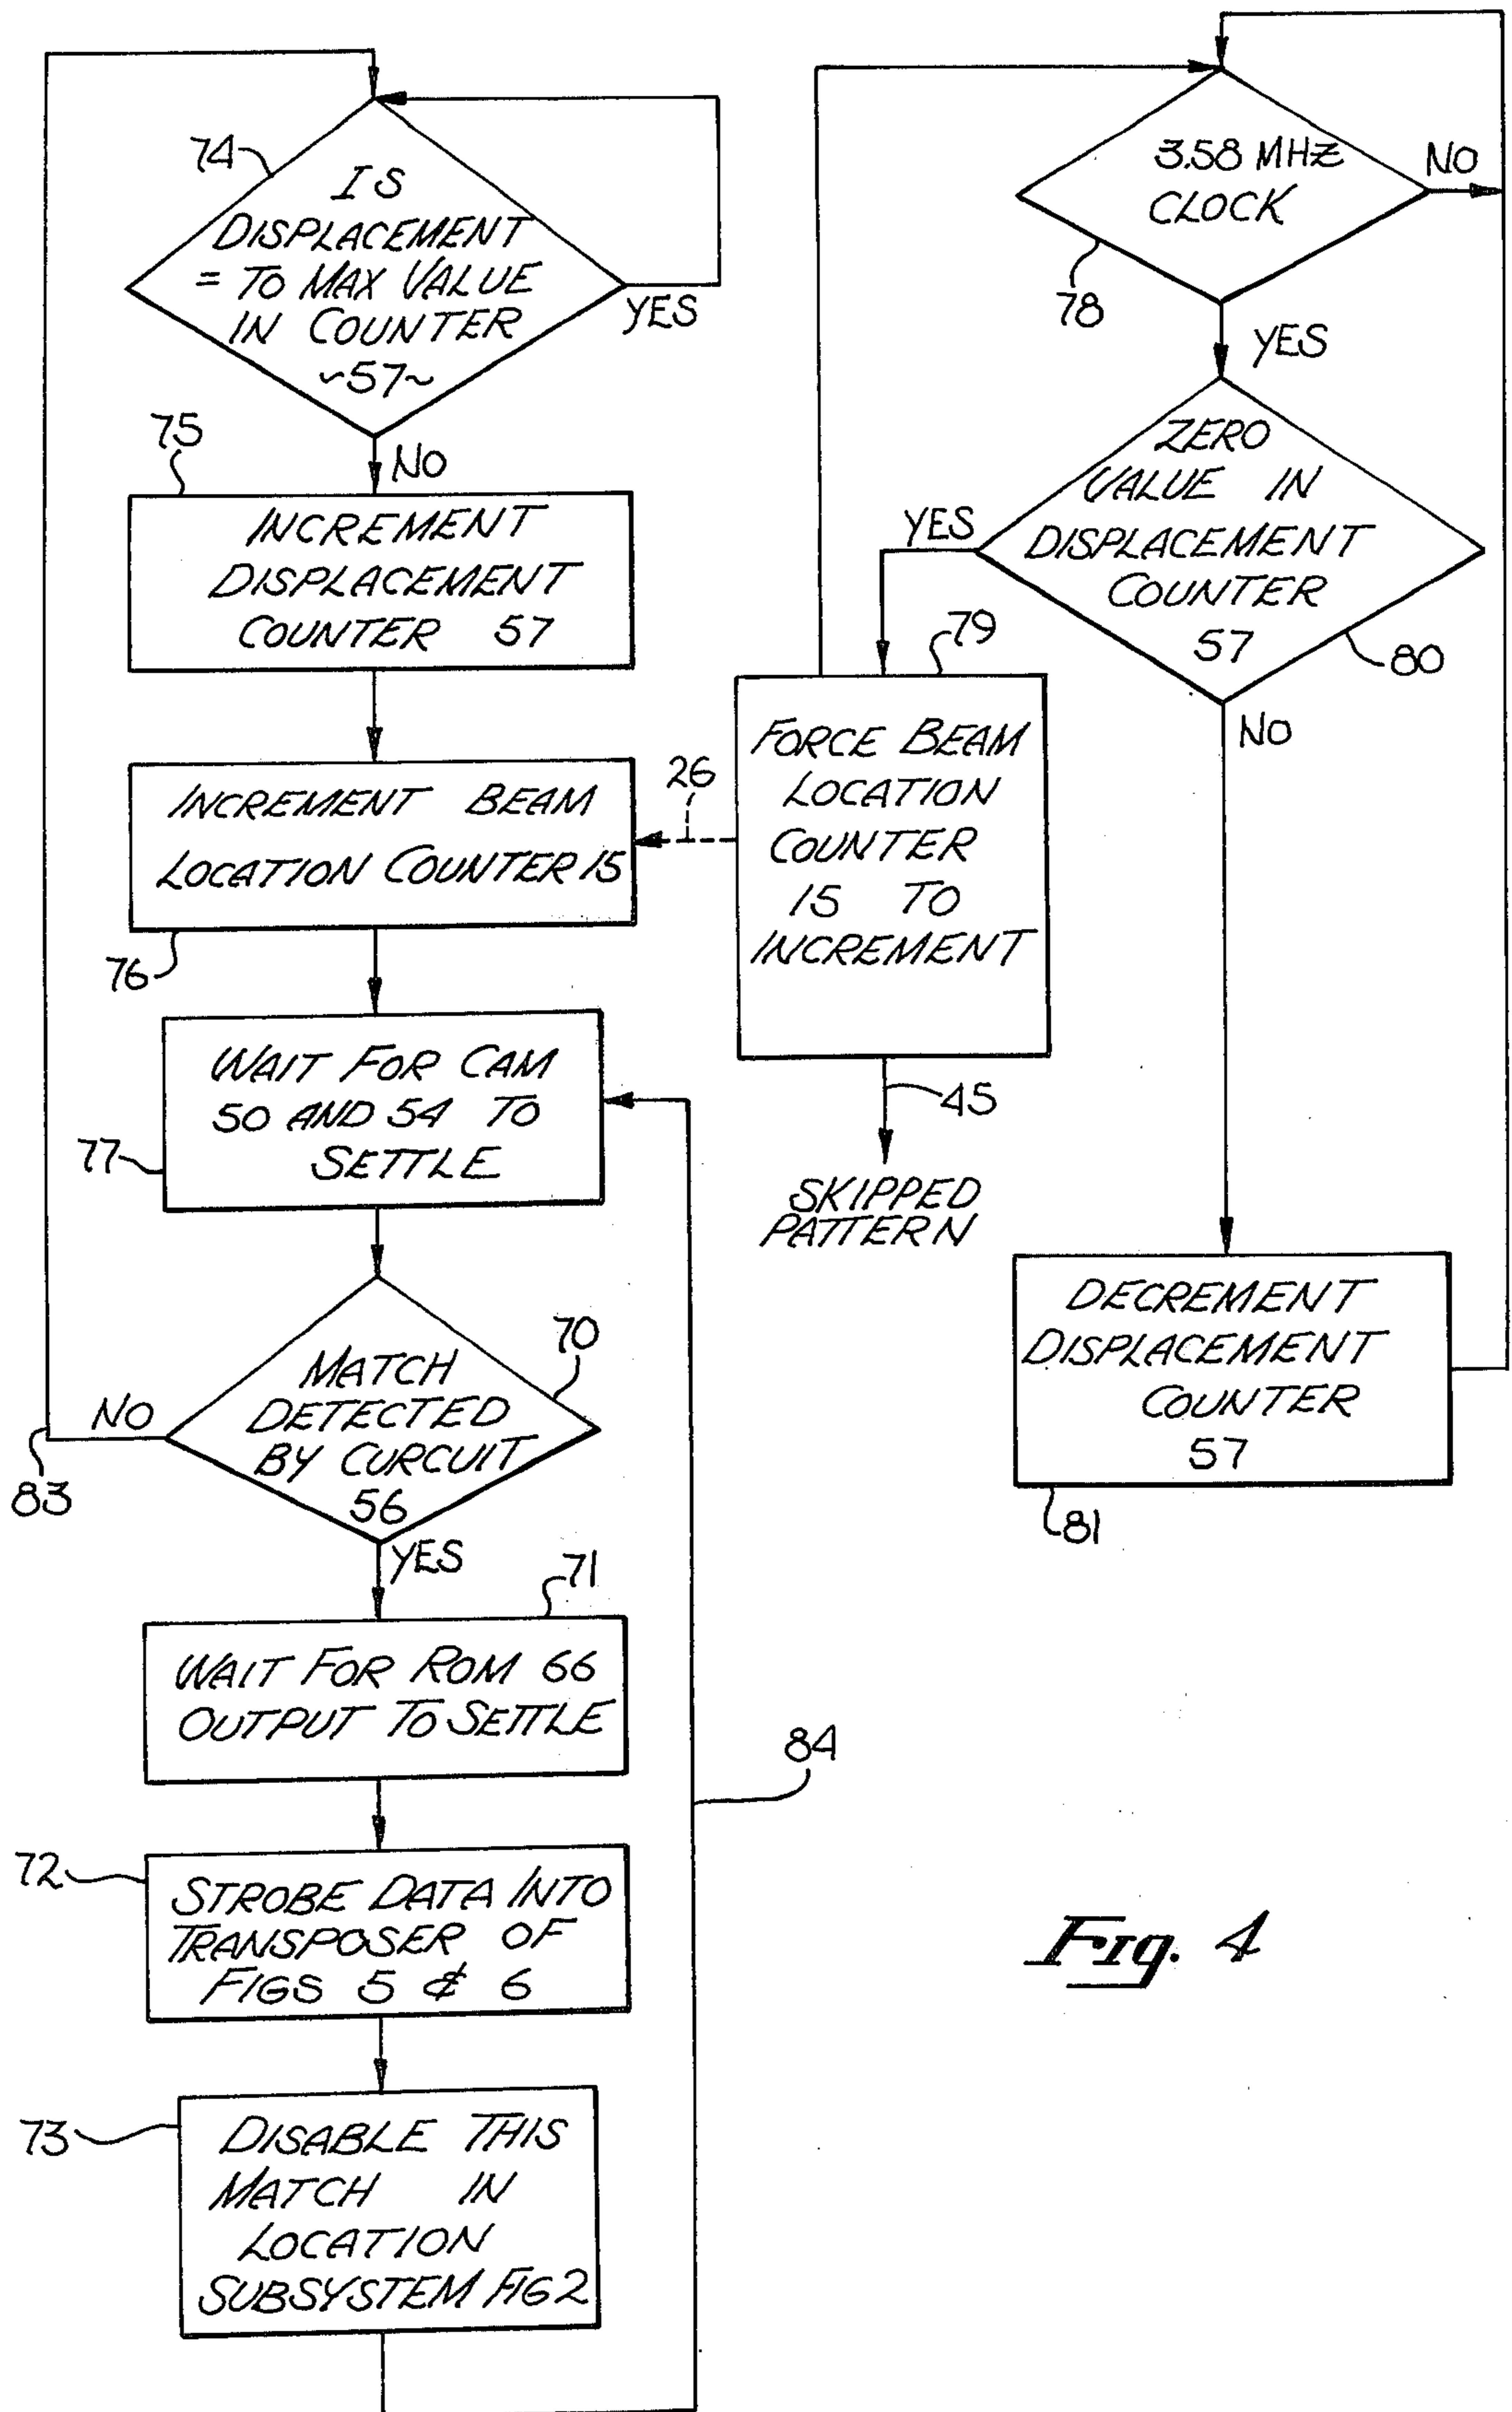 74
IS
DISPLACEMENT
= TO MAX VALUE
IN COUNTER
~57~
YES
NO
75
INCREMENT
DISPLACEMENT
COUNTER 57
INCREMENT BEAM
LOCATION COUNTER 15
76
26
WAIT FOR CAM
50 AND 54 TO
SETTLE
77
MATCH
DETECTED
BY CURCUIT
56
70
NO
83
YES
71
WAIT FOR ROM 66
OUTPUT TO SETTLE
72
STROBE DATA INTO
TRANSPOSER OF
FIGS 5 & 6
73
DISABLE THIS
MATCH IN
LOCATION
SUBSYSTEM FIG 2
84
3.58 MHZ
CLOCK
NO
78
YES
ZERO
VALUE IN
DISPLACEMENT
COUNTER
57
YES
80
NO
79
FORCE BEAM
LOCATION
COUNTER
15 TO
INCREMENT
45
SKIPPED
PATTERN
DECREMENT
DISPLACEMENT
COUNTER
57
81
Fig. 4